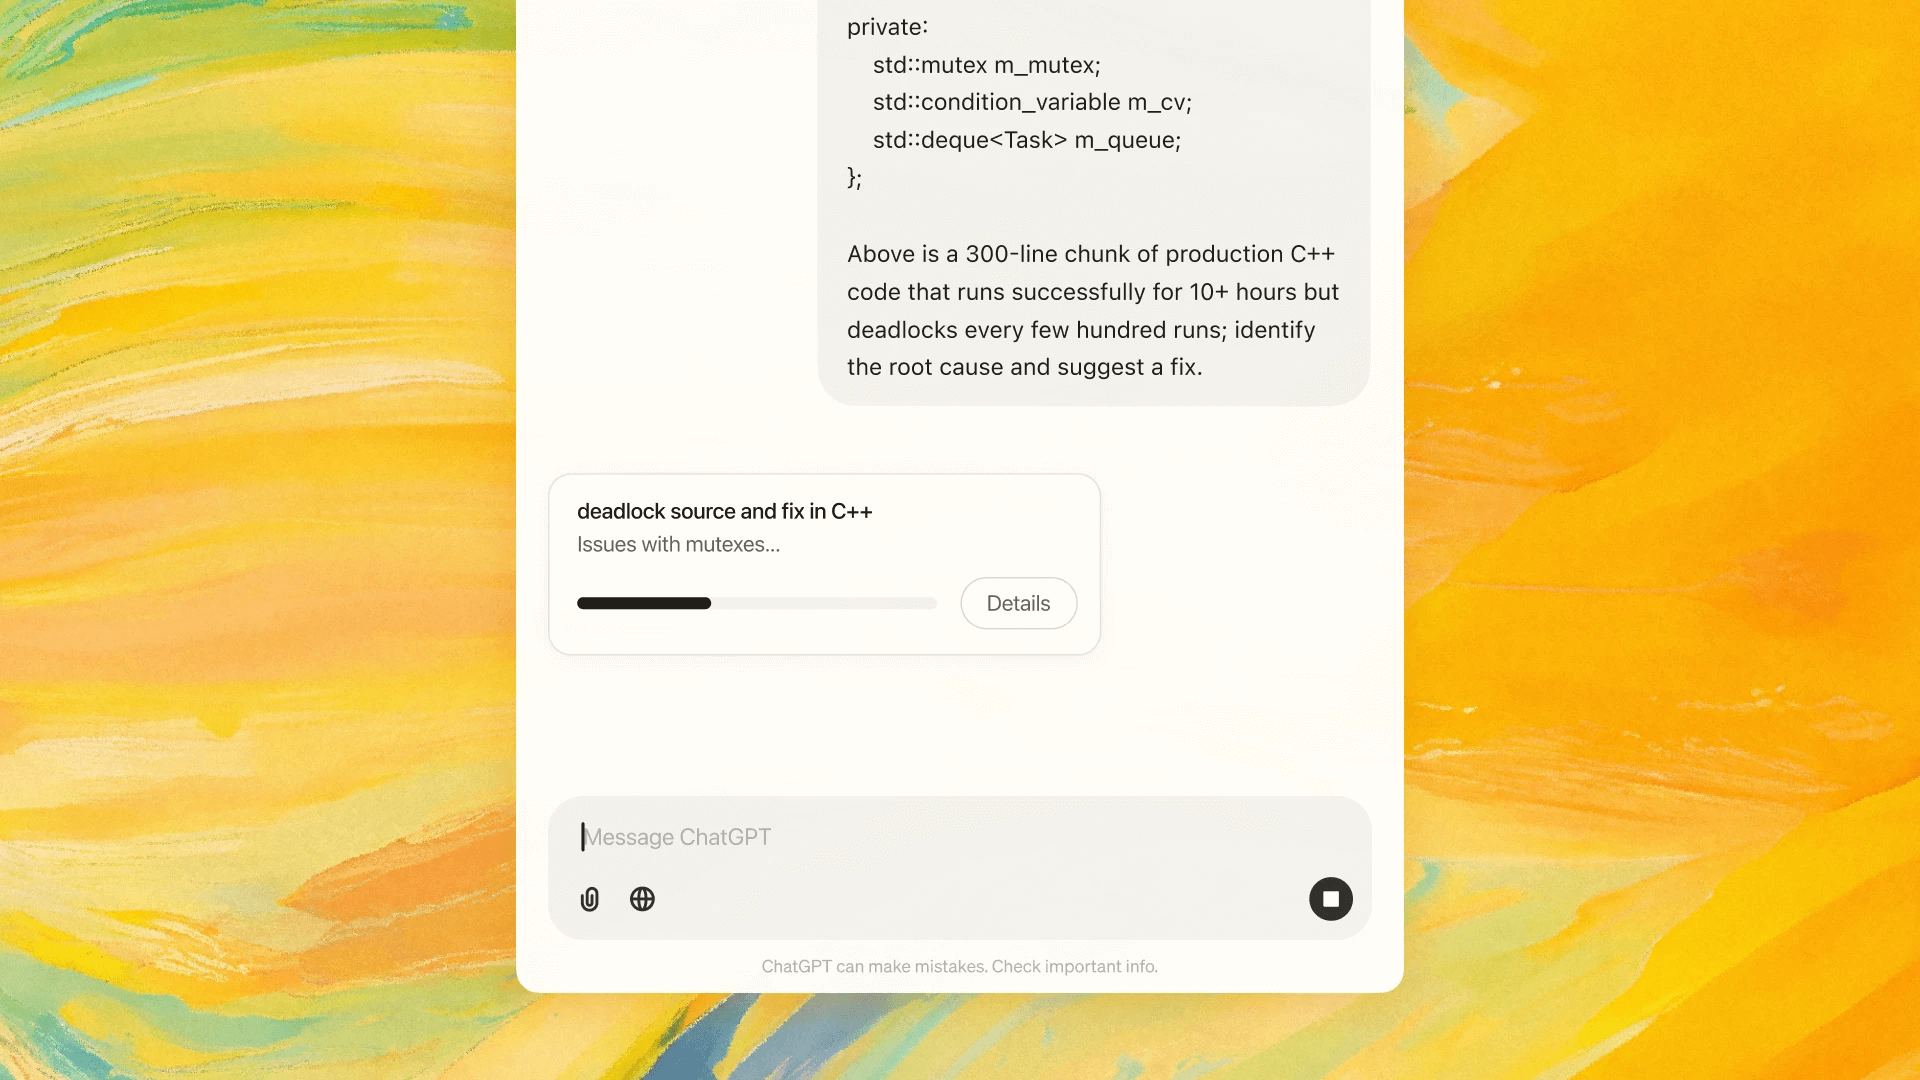 private:
std::mutex m_mutex;
std::condition_variable m_cv;
std::deque<Task> m_queue;
};
Above is a 300-line chunk of production C++
code that runs successfully for 10+ hours but
deadlocks every few hundred runs; identify
the root cause and suggest a fix.
deadlock source and fix in C++
Issues with mutexes...
Details
Message ChatGPT
ChatGPT can make mistakes. Check important info.